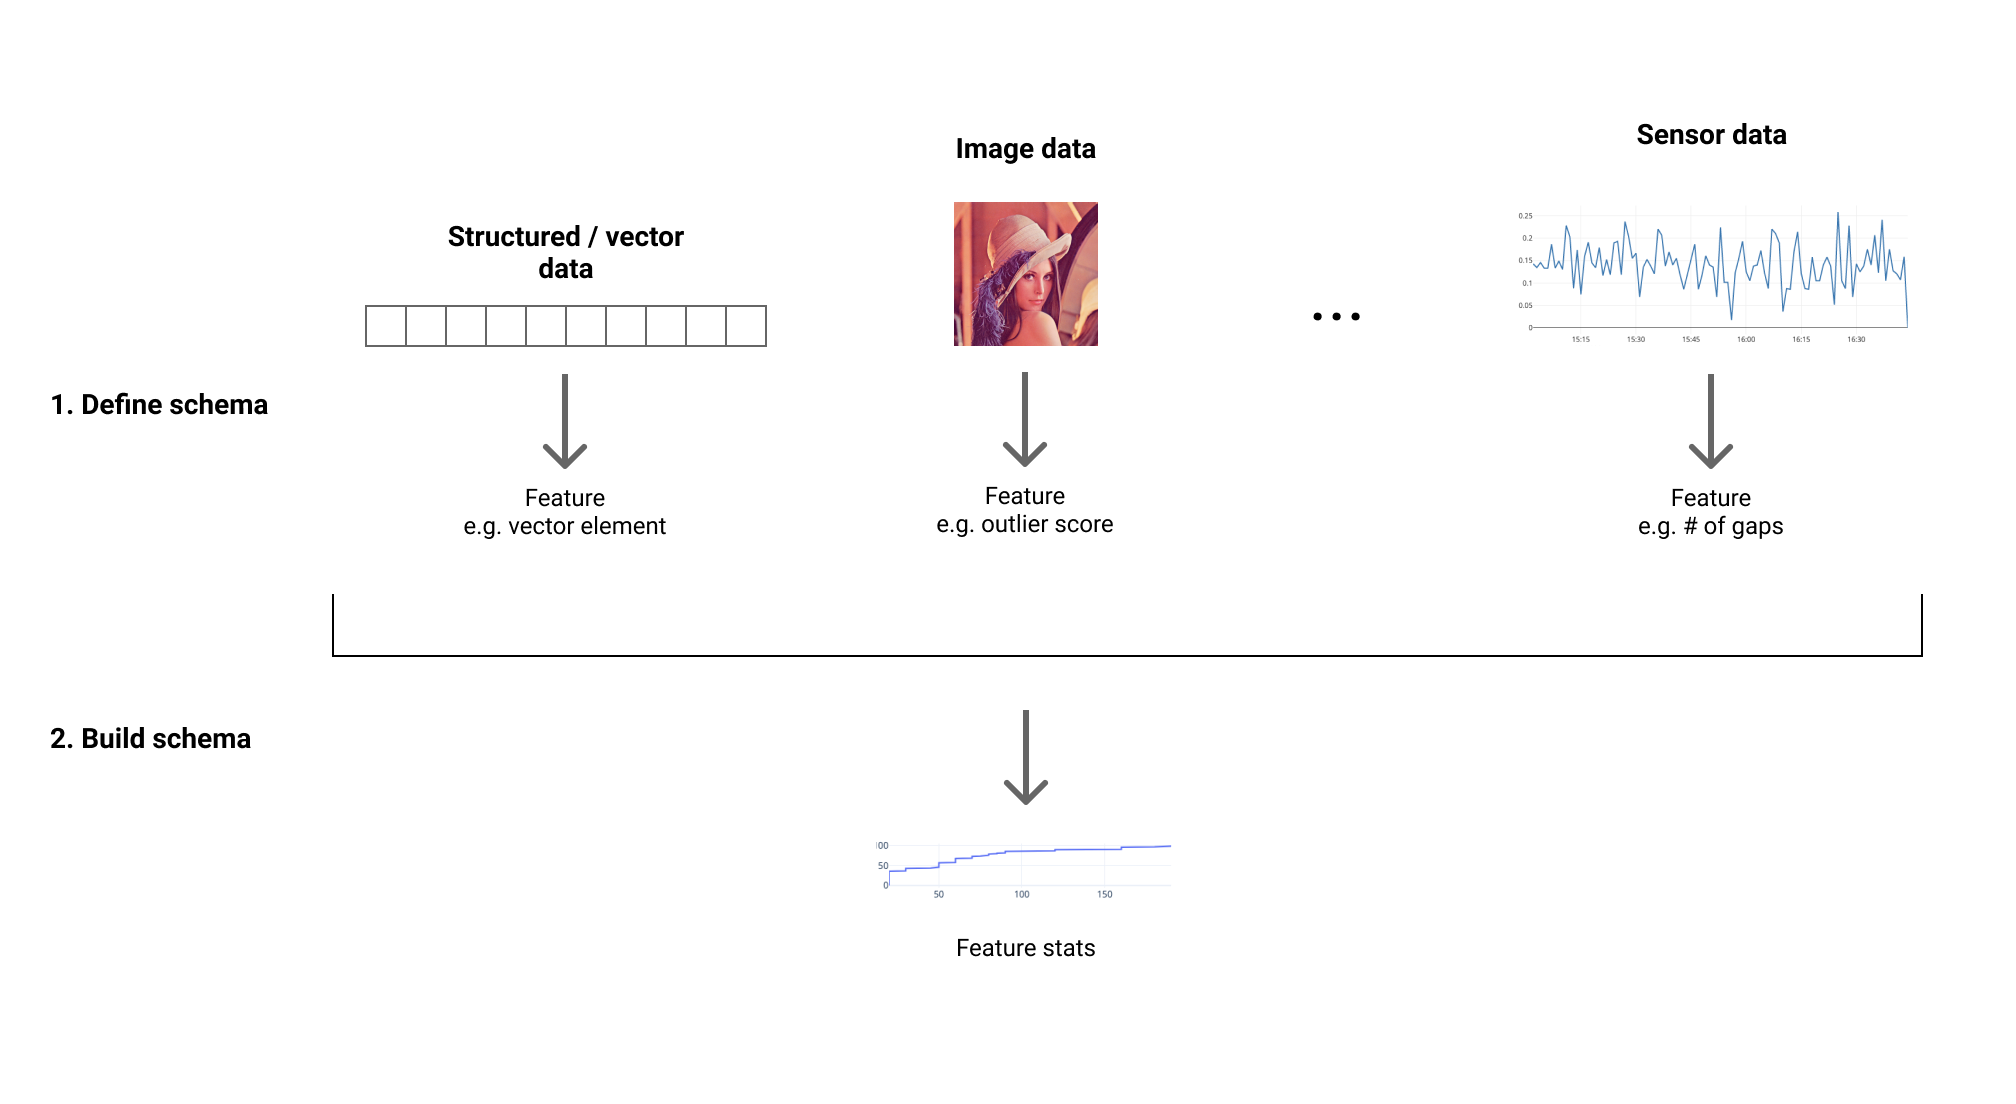 Sensor data
Image data
Structured / vector
data
0.25
0.2
0.15
0.1
0.05
0
15:15 15:30 15:45 16:00 16:15 16:30
1. Define schema
Feature
e.g. vector element
Feature
e.g. outlier score
Feature
e.g. # of gaps
2. Build schema
100
50
0
50 100 150
Feature stats